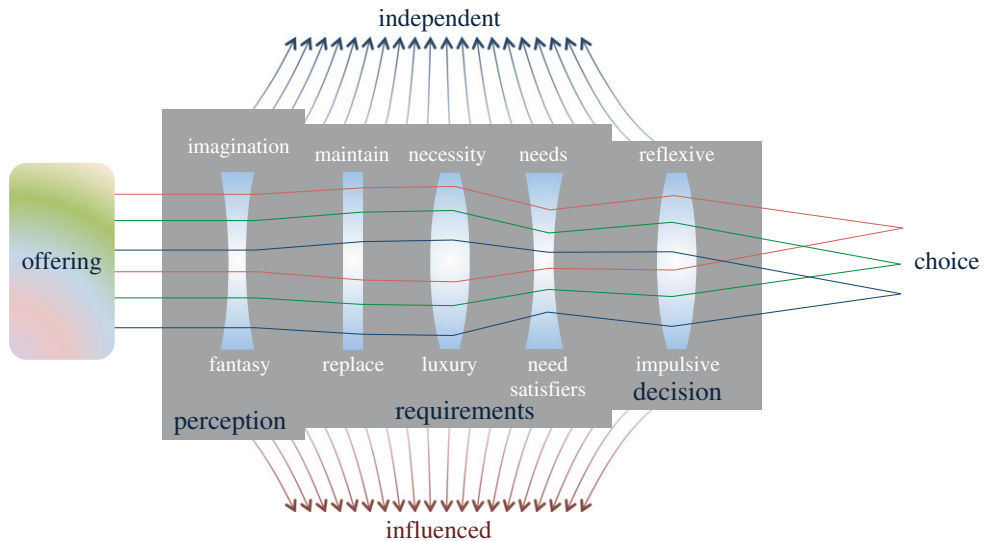 independent
imagination
maintain
necessity
needs
reflexive
offering
choice
fantasy
replace
luxury
need
satisfiers
impulsive
decision
requirements
perception
influenced